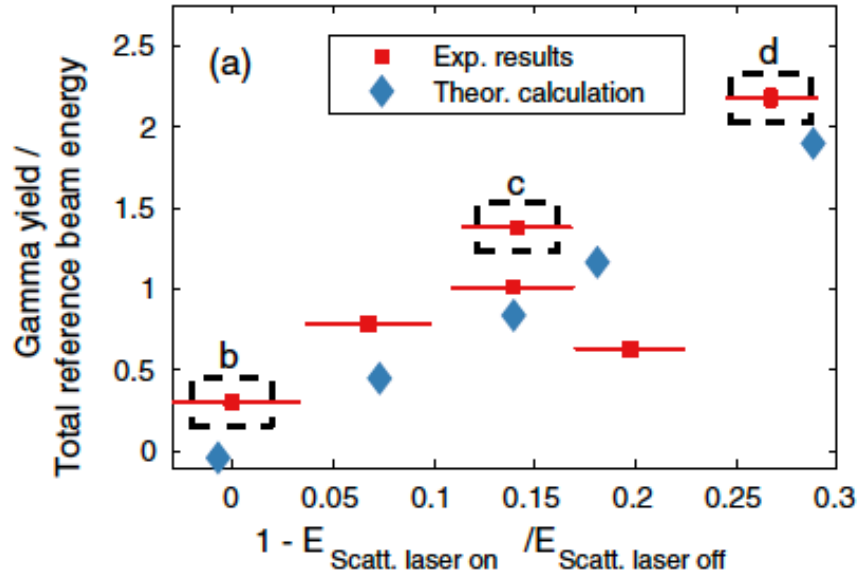 (a)
Exp. results
Theor. calculation
b
c
d
Gamma yield /
Total reference beam energy
2.5
2
1.5
1
0.5
0
0 0.05 0.1 0.15 0.2 0.25 0.3
1 - E Scatt. laser on /E Scatt. laser off